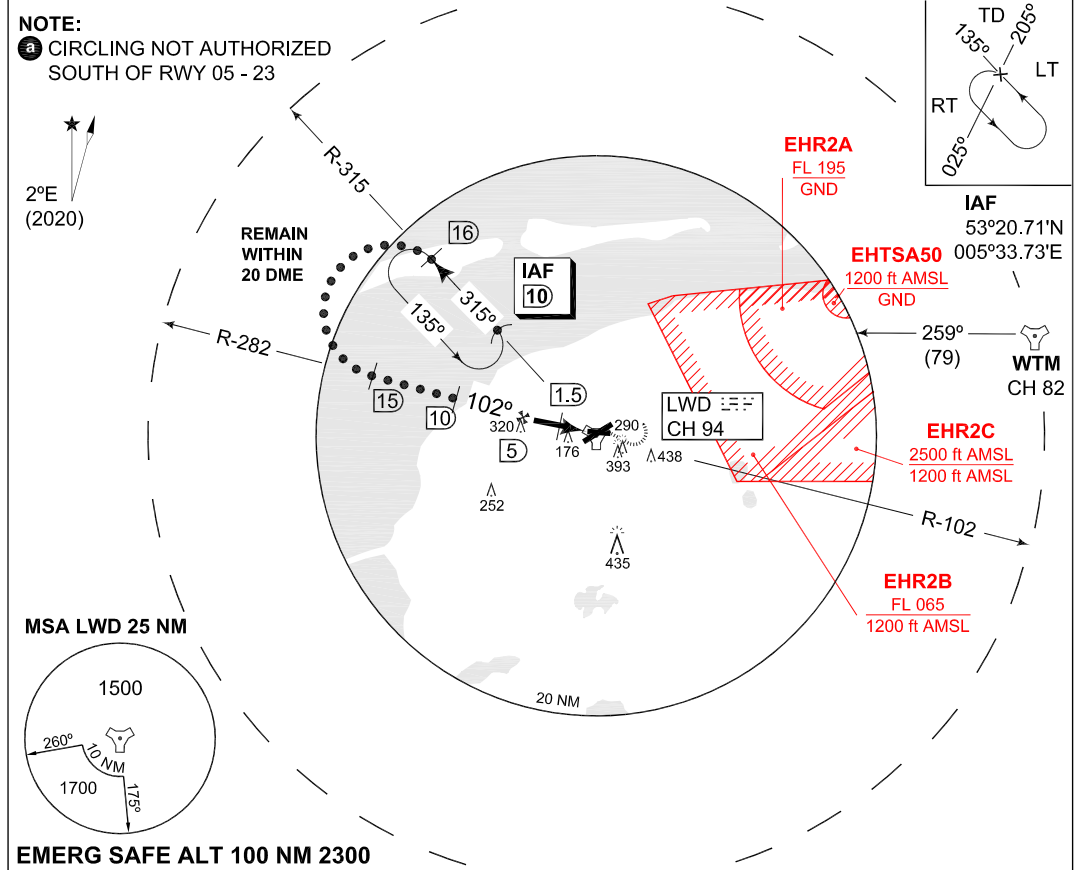 NOTE:
a CIRCLING NOT AUTHORIZED
SOUTH OF RWY 05 - 23
2ºE
(2020)
TD
135º
205º
LT
RT
025º
IAF
53º20.71'N
005º33.73'E
R-315
REMAIN
WITHIN
20 DME
16
IAF
10
315º
135º
R-282
15
10
102º
1.5
5
320
176
290
393
438
252
435
LWD
CH 94
EHR2A
FL 195
GND
EHTSA50
1200 ft AMSL
GND
259º
(79)
WTM
CH 82
EHR2C
2500 ft AMSL
1200 ft AMSL
R-102
EHR2B
FL 065
1200 ft AMSL
20 NM
MSA LWD 25 NM
1500
260º
10 NM
1700
175º
EMERG SAFE ALT 100 NM 2300